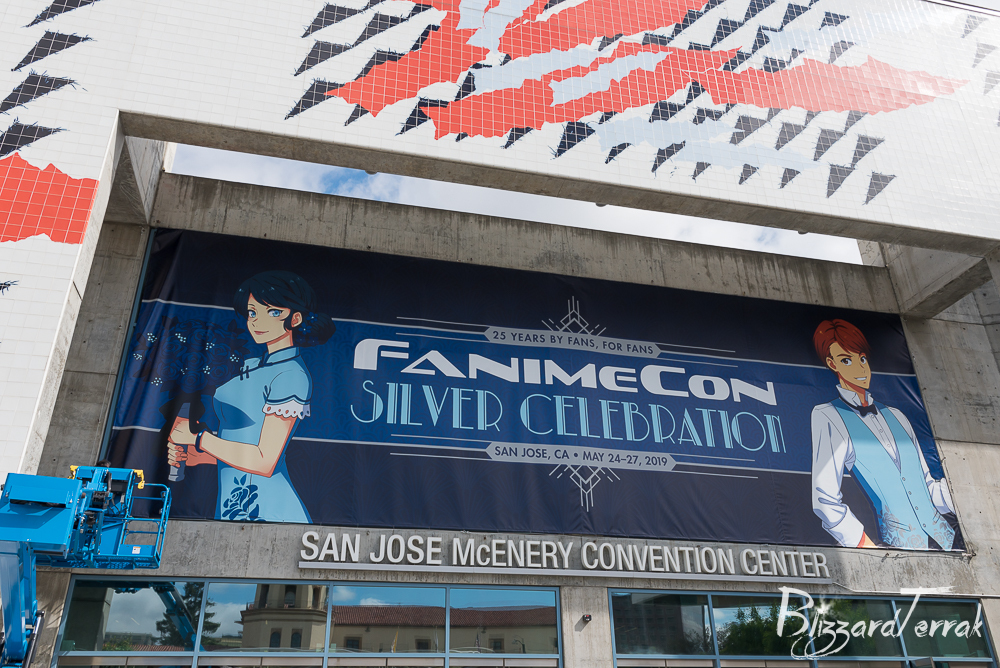 25 YEARS BY FANS, FOR FANS
FANIMECON
SILVER CELEBRATION
SAN JOSE, CA • MAY 24–27, 2019
SAN JOSE McENERY CONVENTION CENTER
BlizzardTerrak